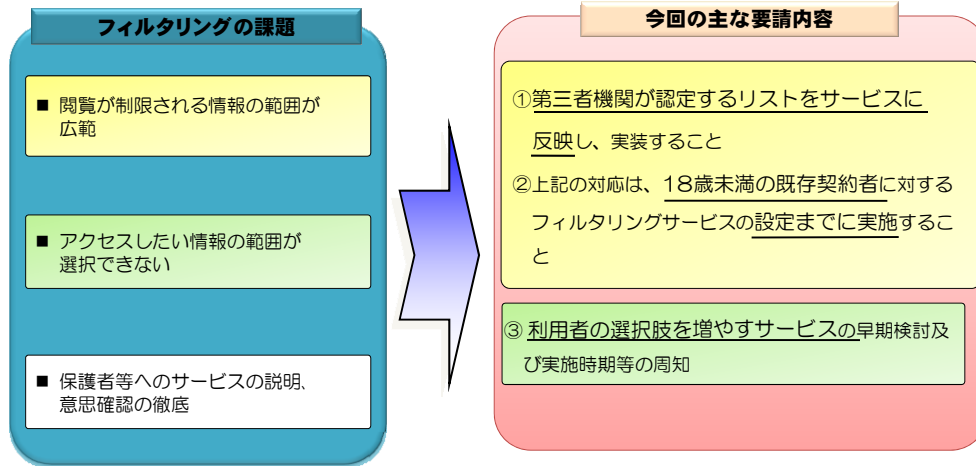 フィルタリングの課題
■ 閲覧が制限される情報の範囲が
広範
■ アクセスしたい情報の範囲が
選択できない
■ 保護者等へのサービスの説明、
意思確認の徹底
今回の主な要請内容
①第三者機関が認定するリストをサービスに
反映し、実装すること
②上記の対応は、18歳未満の既存契約者に対する
フィルタリングサービスの設定までに実施するこ
と
③ 利用者の選択肢を増やすサービスの早期検討及
び実施時期等の周知